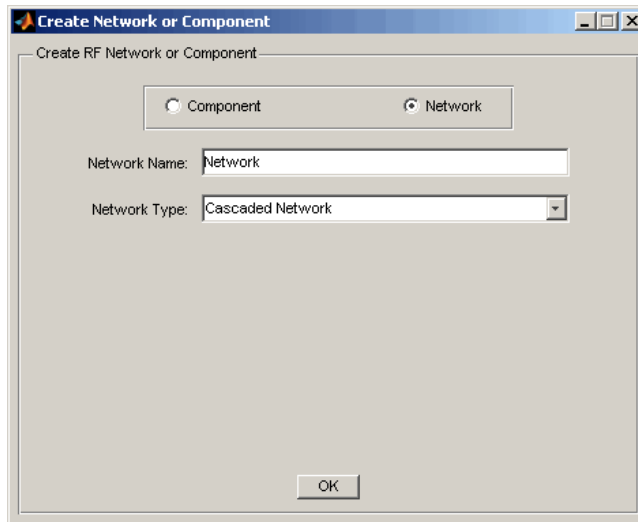 Create Network or Component
Create RF Network or Component
Component Network
Network Name: Network
Network Type: Cascaded Network
OK